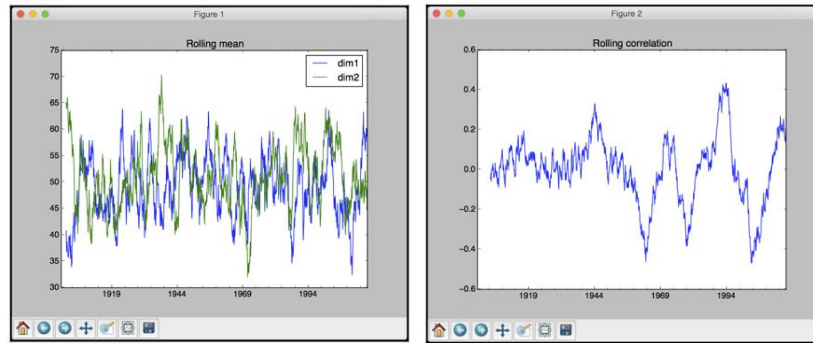 Figure 1
Rolling mean
75
70
65
60
55
50
45
40
35
30
dim1
dim2
1919 1944 1969 1994
Figure 2
Rolling correlation
0.6
0.4
0.2
0.0
−0.2
−0.4
−0.6
1919 1944 1969 1994